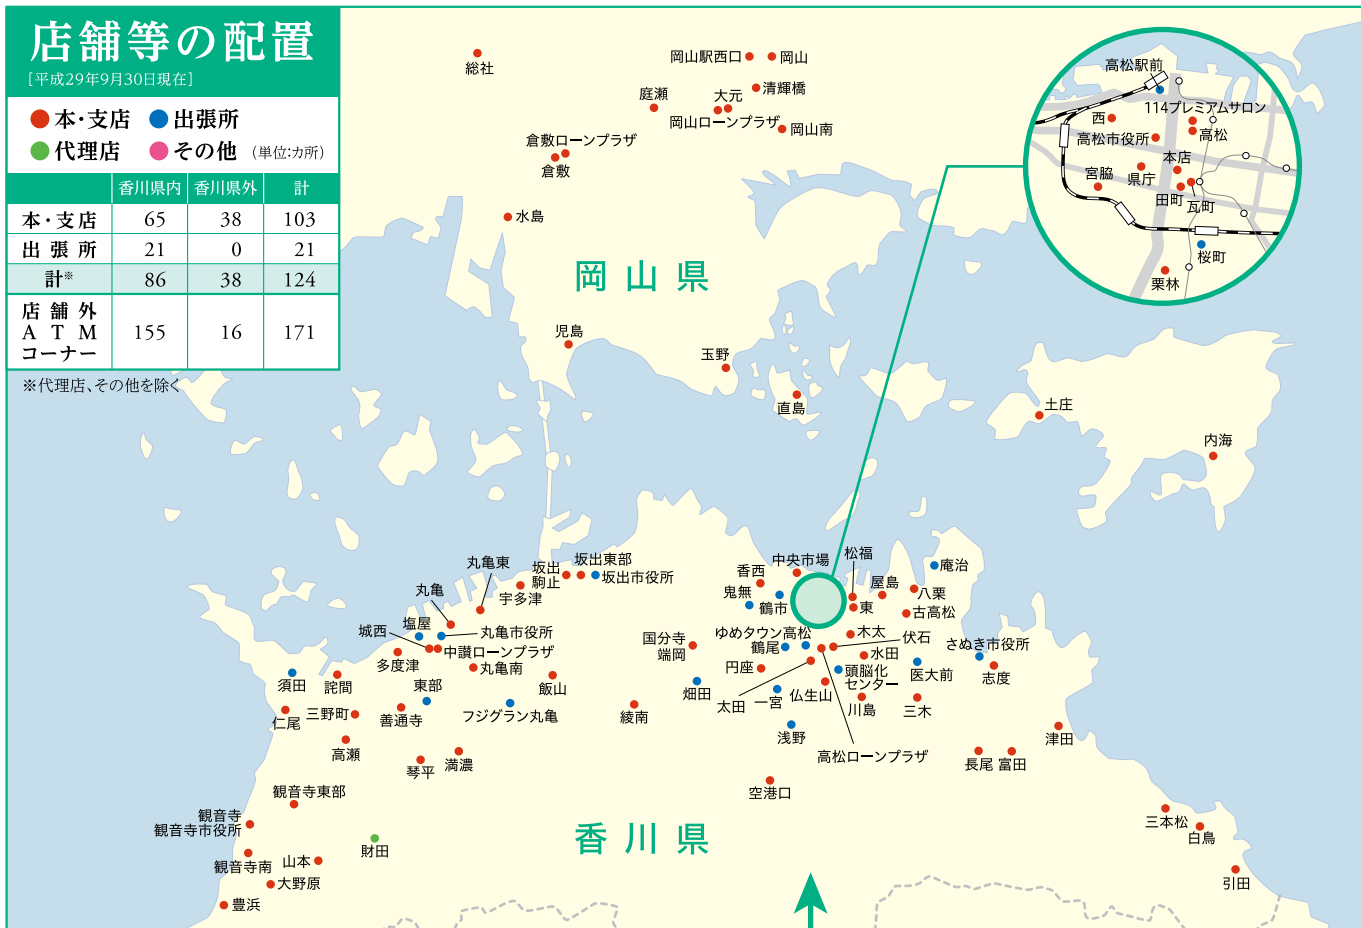 店舗等の配置
［平成29年9月30日現在］
本・支店 出張所
代理店 その他 (単位:カ所)
香川県内 香川県外 計
本・支店 65 38 103
出張所 21 0 21
計※ 86 38 124
店舗外
ATM
コーナー
155 16 171
※代理店、その他を除く
総社
岡山駅西口
岡山
清輝橋
庭瀬
大元
岡山ローンプラザ
岡山南
倉敷ローンプラザ
倉敷
水島
岡山県
児島
玉野
直島
土庄
内海
高松駅前
114プレミアムサロン
西
高松
高松市役所
本店
宮脇
県庁
田町
瓦町
桜町
栗林
丸亀東
坂出
駒止
坂出東部
坂出市役所
宇多津
丸亀
塩屋
城西
丸亀市役所
中讃ローンプラザ
多度津
丸亀南
東部
善通寺
フジグラン丸亀
飯山
須田
詫間
仁尾
三野町
高瀬
琴平
満濃
綾南
国分寺
端岡
畑田
中央市場
松福
香西
鬼無
鶴市
屋島
東
庵治
八栗
古高松
ゆめタウン高松
鶴尾
木太
伏石
水田
さぬき市役所
志度
円座
太田
一宮
仏生山
頭脳化
センター
医大前
川島
三木
浅野
高松ローンプラザ
空港口
長尾
富田
津田
三本松
白鳥
引田
観音寺東部
観音寺
観音寺市役所
観音寺南
山本
財田
大野原
豊浜
香川県